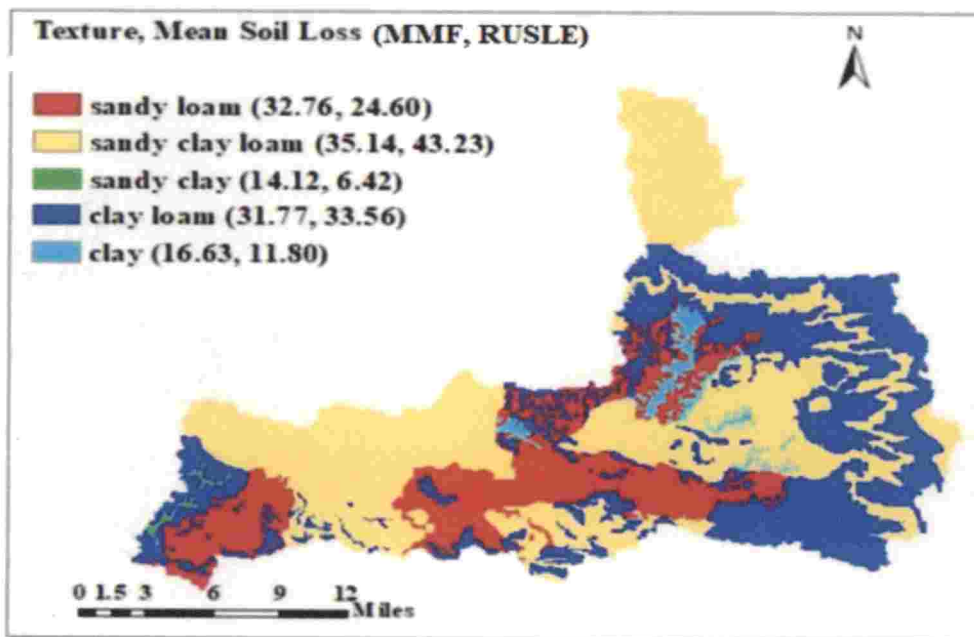 Texture, Mean Soil Loss (MMF, RUSLE)
N
sandy loam (32.76, 24.60)
sandy clay loam (35.14, 43.23)
sandy clay (14.12, 6.42)
clay loam (31.77, 33.56)
clay (16.63, 11.80)
0 1.5 3 6 9 12
Miles